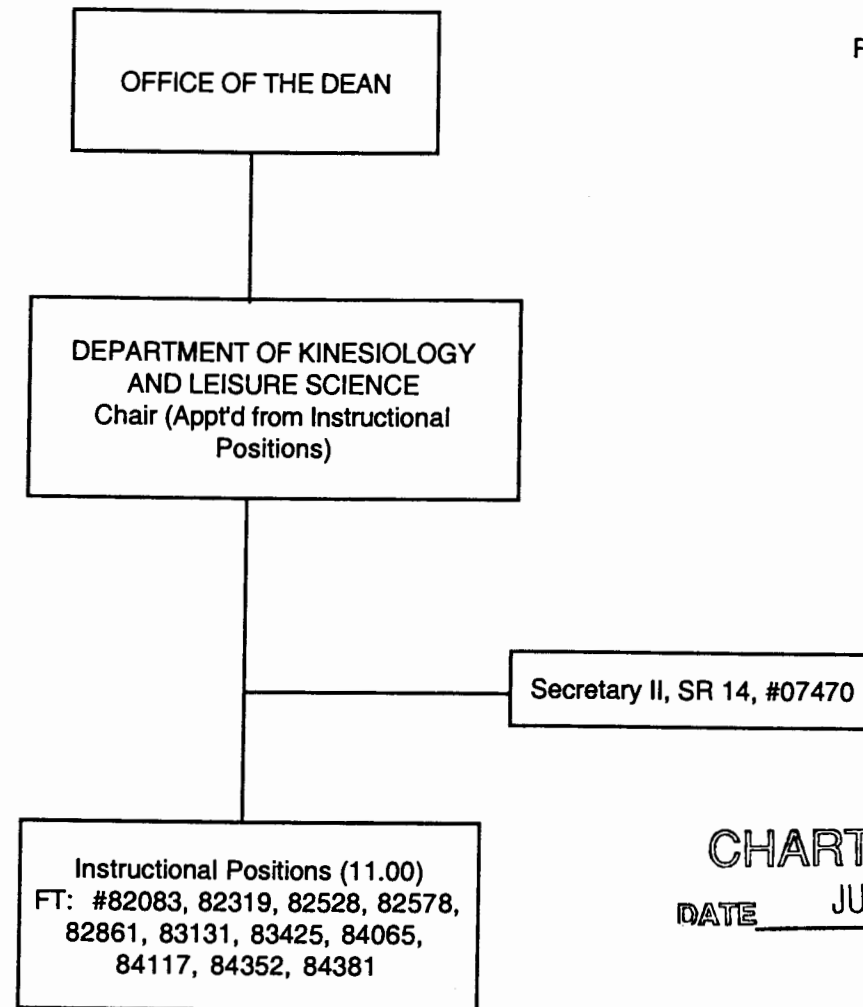 OFFICE OF THE DEAN
DEPARTMENT OF KINESIOLOGY
AND LEISURE SCIENCE
Chair (Appt'd from Instructional
Positions)
Secretary II, SR 14, #07470
Instructional Positions (11.00)
FT: #82083, 82319, 82528, 82578,
82861, 83131, 83425, 84065,
84117, 84352, 84381
CHART
DATE JU